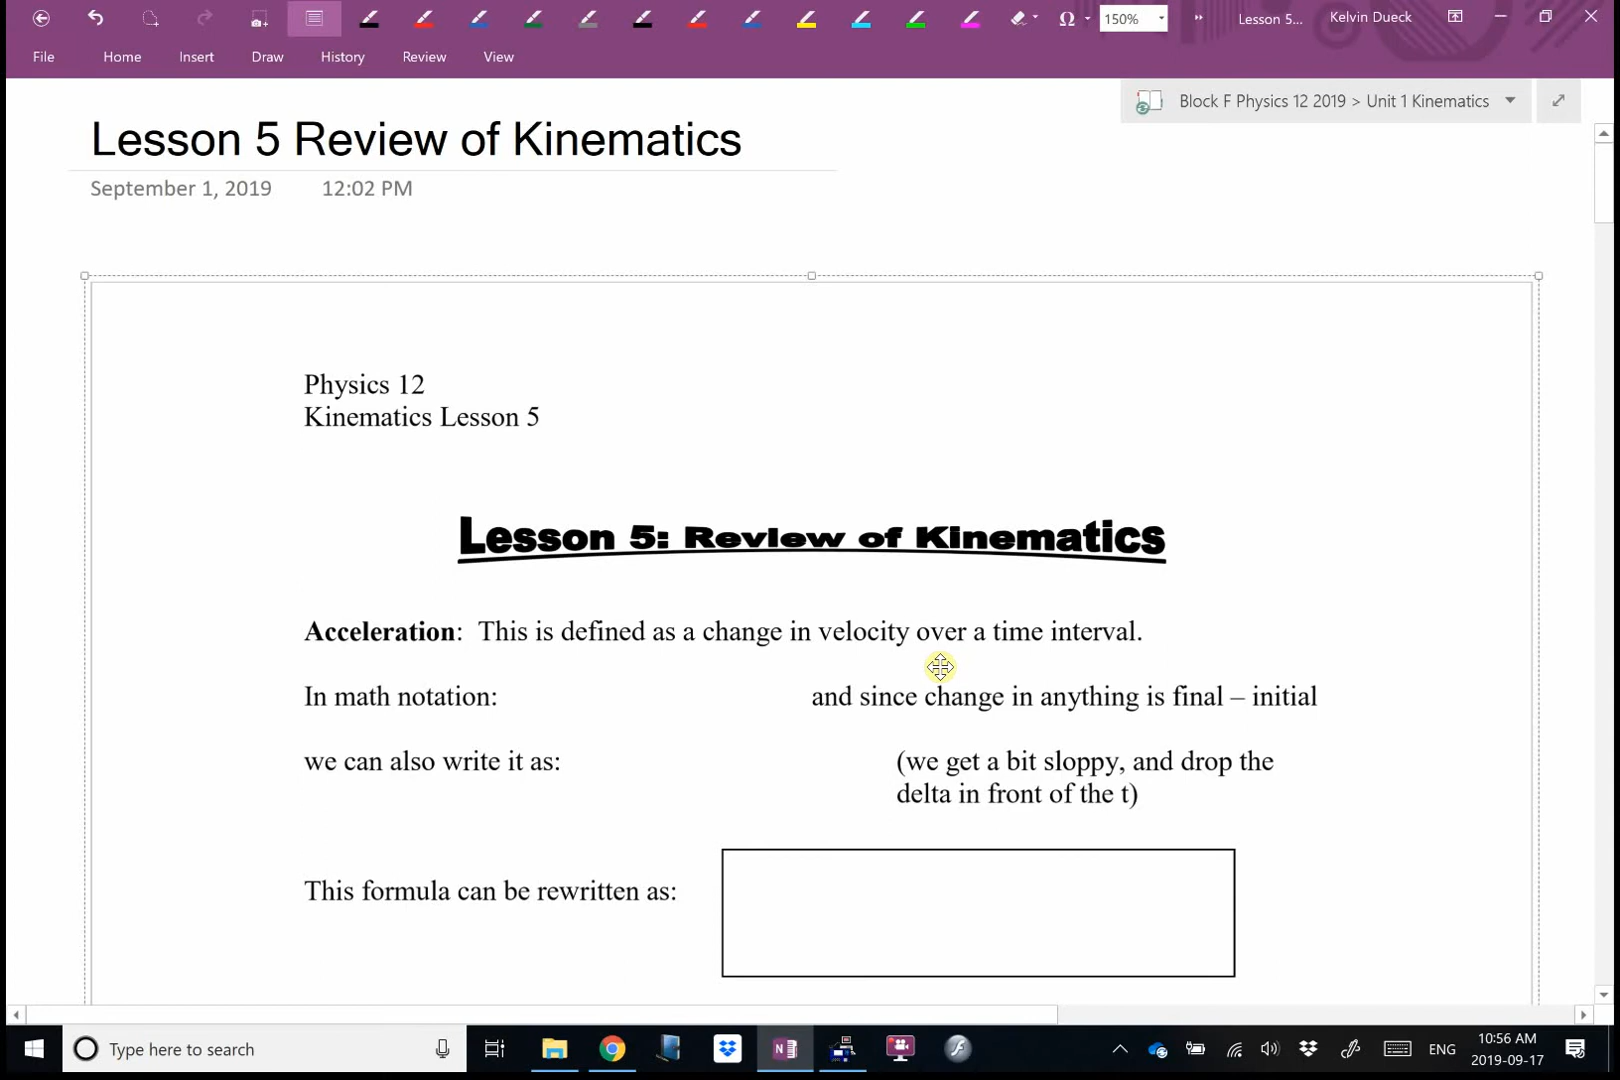 150%
Lesson 5...
Kelvin Dueck
File
Home
Insert
Draw
History
Review
View
Block F Physics 12 2019 > Unit 1 Kinematics
Lesson 5 Review of Kinematics
September 1, 2019 12:02 PM
Physics 12
Kinematics Lesson 5
Lesson 5: Review of Kinematics
Acceleration: This is defined as a change in velocity over a time interval.
In math notation: and since change in anything is final – initial
we can also write it as: (we get a bit sloppy, and drop the
delta in front of the t)
This formula can be rewritten as:
Type here to search
ENG
10:56 AM
2019-09-17